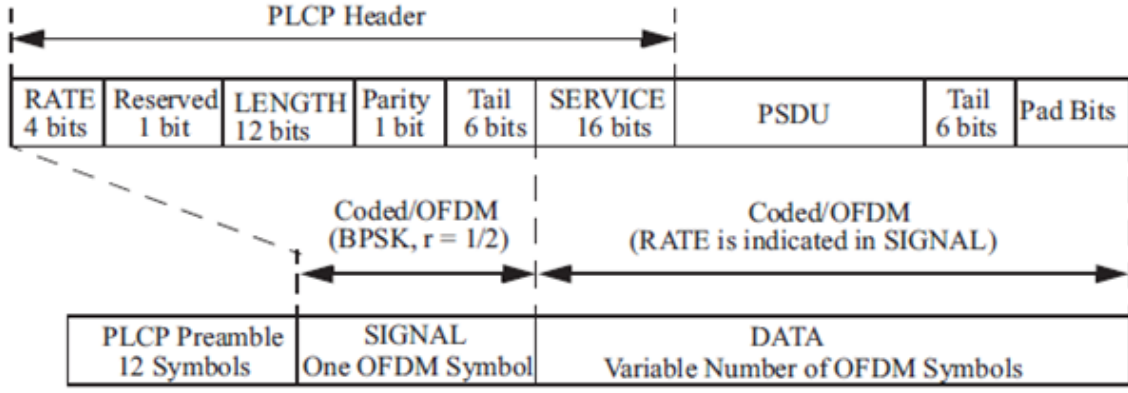 PLCP Header
RATE Reserved LENGTH Parity Tail SERVICE PSDU Tail Pad Bits
4 bits 1 bit 12 bits 1 bit 6 bits 16 bits 6 bits
Coded/OFDM Coded/OFDM
(BPSK, r = 1/2) (RATE is indicated in SIGNAL)
PLCP Preamble SIGNAL DATA
12 Symbols One OFDM Symbol Variable Number of OFDM Symbols